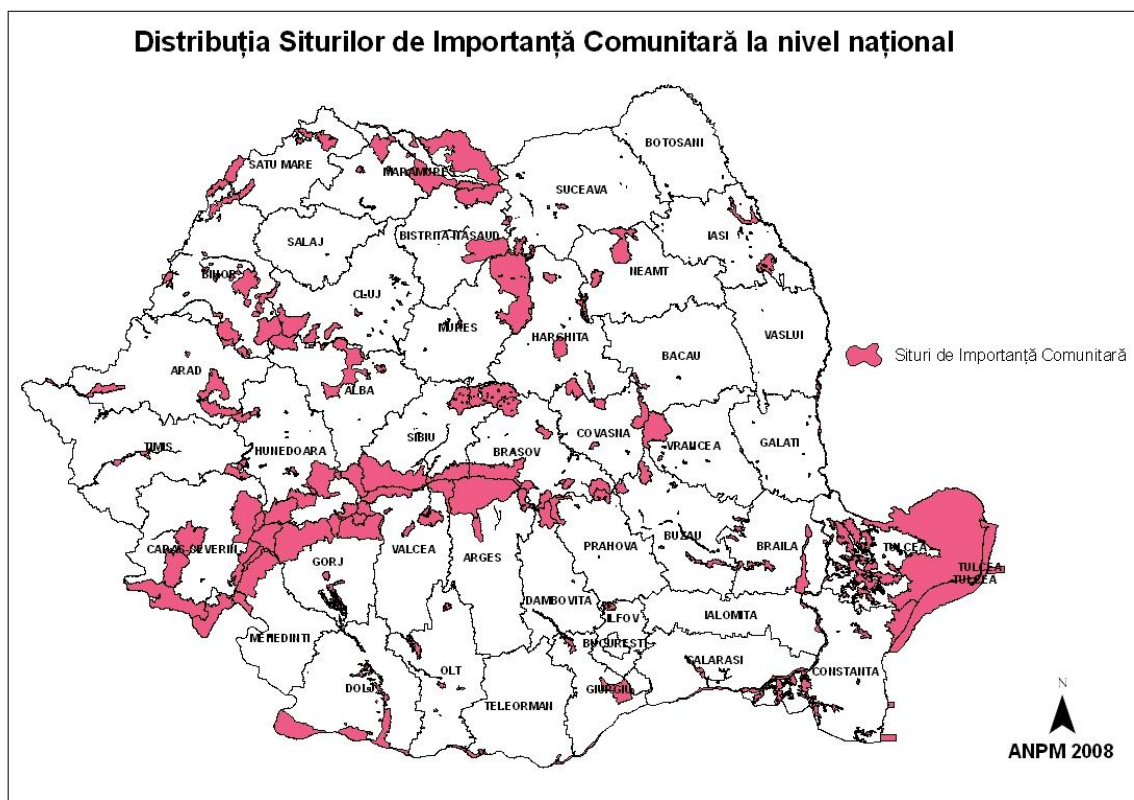 Distribuția Siturilor de Importanță Comunitară la nivel național
BOTOSANI
SATU MARE
MARAMURES
SUCEAVA
IASI
SALAJ
BISTRITA-NASAUD
NEAMT
BIHOR
CLUJ
MURES
HARGHITA
VASLUI
BACAU
Situri de Importanță Comunitară
ARAD
ALBA
SIBIU
COVASNA
TIMIS
HUNEDOARA
BRASOV
VRANCEA
GALATI
CARAS-SEVERIN
VALCEA
ARGES
PRAHOVA
BUZAU
BRAILA
TULCEA
GORJ
TULCEA
TULCEA
DAMBOVITA
ILFOV
IALOMITA
MEHEDINTI
BUCURESTI
OLT
CALARASI
CONSTANTA
DOLJ
GIURGIU
TELEORMAN
N
ANPM 2008